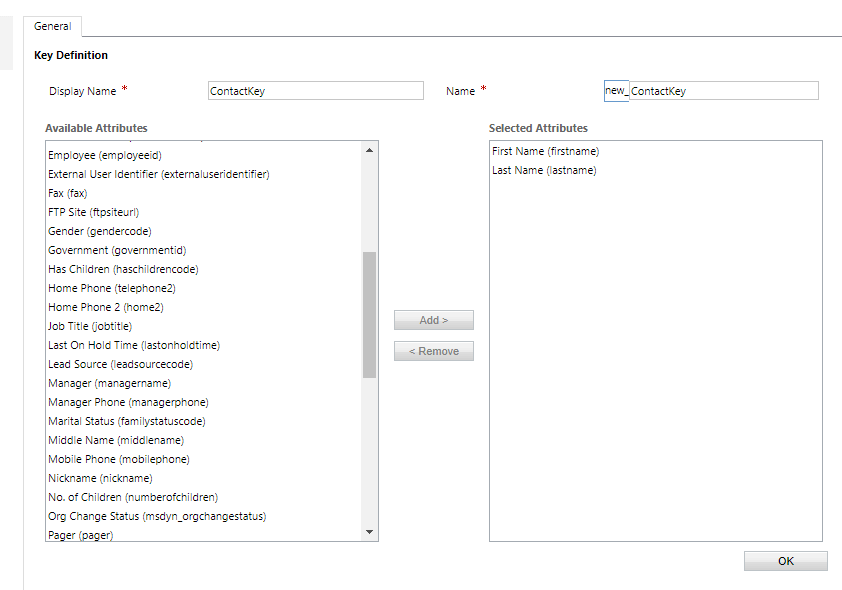 General
Key Definition
Display Name *
ContactKey
Name *
new_ ContactKey
Available Attributes
Employee (employeeid)
External User Identifier (externaluseridentifier)
Fax (fax)
FTP Site (ftpsiteurl)
Gender (gendercode)
Government (governmentid)
Has Children (haschildrencode)
Home Phone (telephone2)
Home Phone 2 (home2)
Job Title (jobtitle)
Last On Hold Time (lastonholdtime)
Lead Source (leadsourcecode)
Manager (managername)
Manager Phone (managerphone)
Marital Status (familystatuscode)
Middle Name (middlename)
Mobile Phone (mobilephone)
Nickname (nickname)
No. of Children (numberofchildren)
Org Change Status (msdyn_orgchangestatus)
Pager (pager)
Add >
< Remove
Selected Attributes
First Name (firstname)
Last Name (lastname)
OK